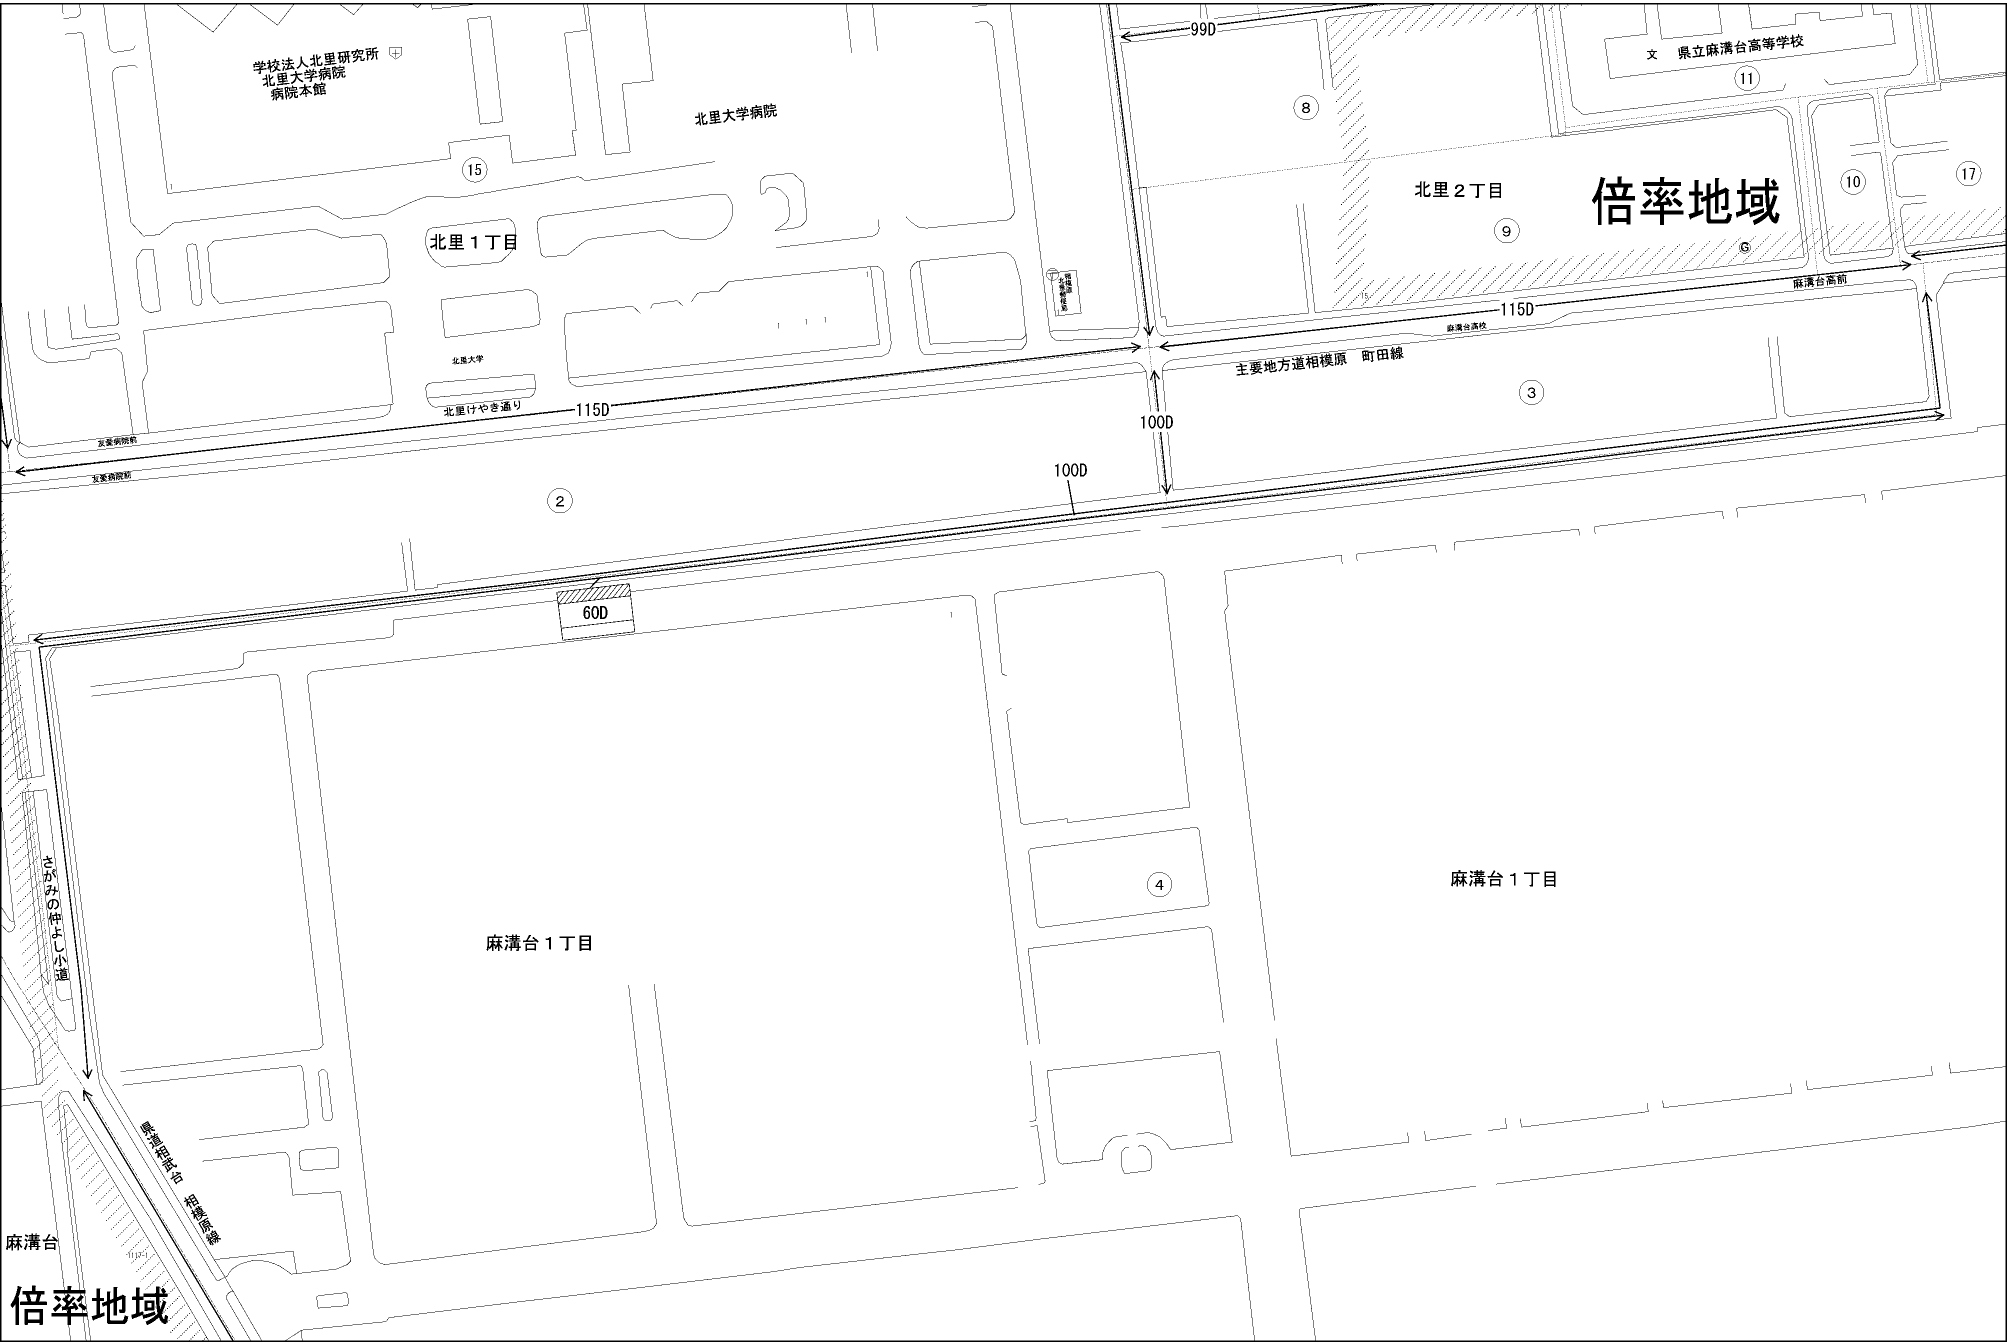 99D
学校法人北里研究所
北里大学病院
病院本館
文 県立麻溝台高等学校
11
8
北里大学病院
15
北里２丁目
倍率地域
10
17
9
北里１丁目
G
麻溝台高前
15
115D
麻溝台高校
主要地方道相模原 町田線
北里大学
北里けやき通り
115D
3
100D
友愛病院前
友愛病院前
100D
2
60D
麻溝台１丁目
4
麻溝台１丁目
さがみの仲よし小道
県道相武台 相模原線
麻溝台
1117-1
倍率地域